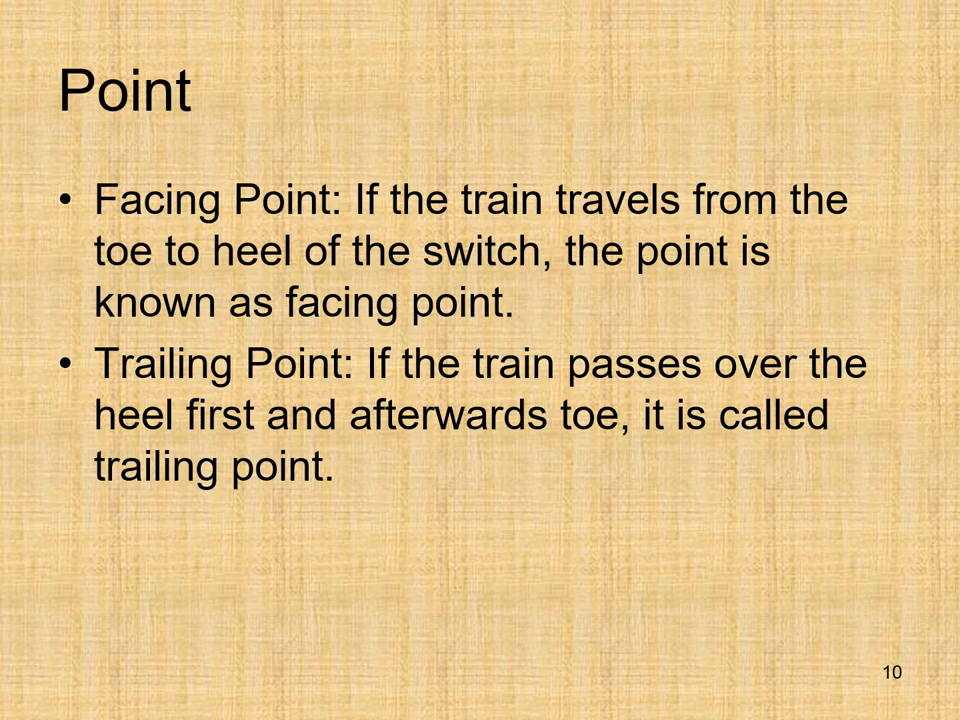 Point
• Facing Point: If the train travels from the
toe to heel of the switch, the point is
known as facing point.
• Trailing Point: If the train passes over the
heel first and afterwards toe, it is called
trailing point.
10